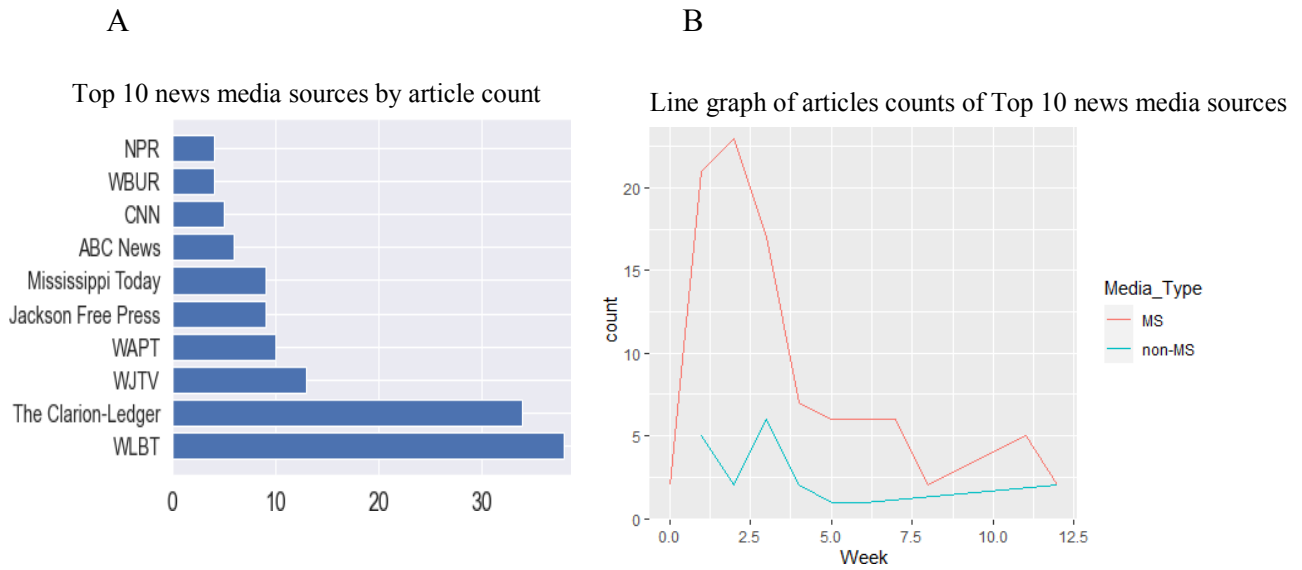 A
B
Top 10 news media sources by article count
Line graph of articles counts of Top 10 news media sources
NPR
WBUR
CNN
ABC News
Mississippi Today
Jackson Free Press
WAPT
WJTV
The Clarion-Ledger
WLBT
0 10 20 30
count
20
15
10
5
0
0.0 2.5 5.0 7.5 10.0 12.5
Week
Media_Type
MS
non-MS